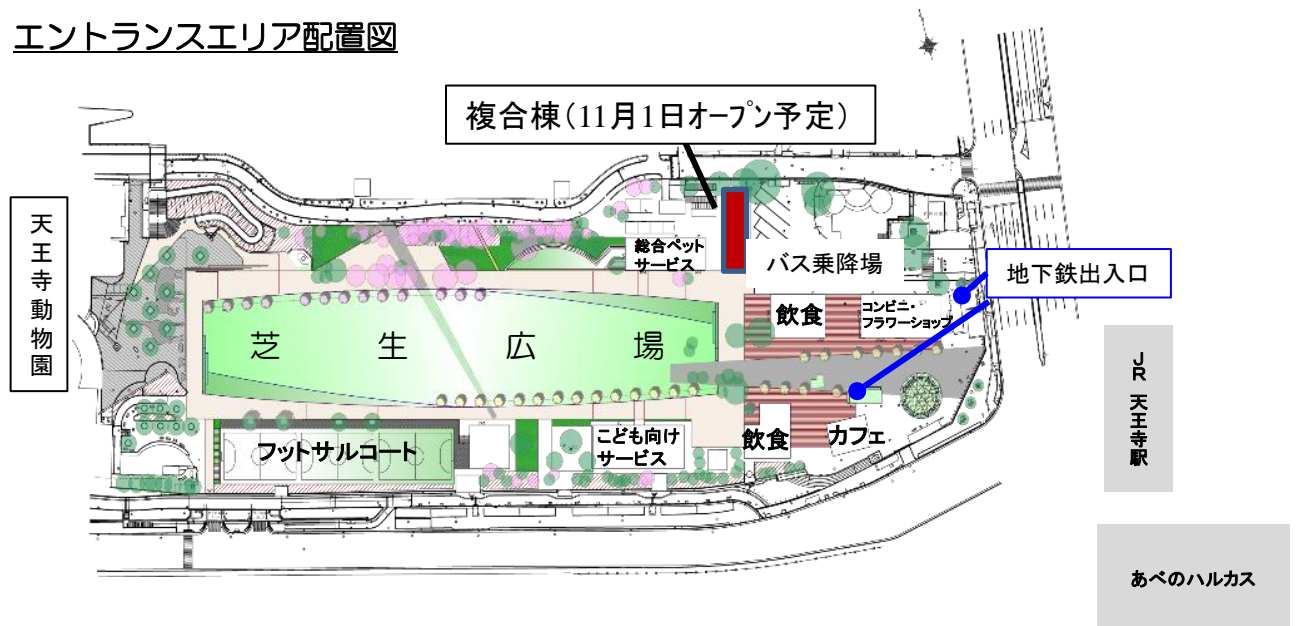 エントランスエリア配置図
複合棟（11月1日オープン予定）
天王寺動物園
総合ペット
サービス
バス乗降場
地下鉄出入口
飲食
コンビニ・
フラワーショップ
芝生広場
JR 天王寺駅
フットサルコート
こども向け
サービス
飲食
カフェ
あべのハルカス